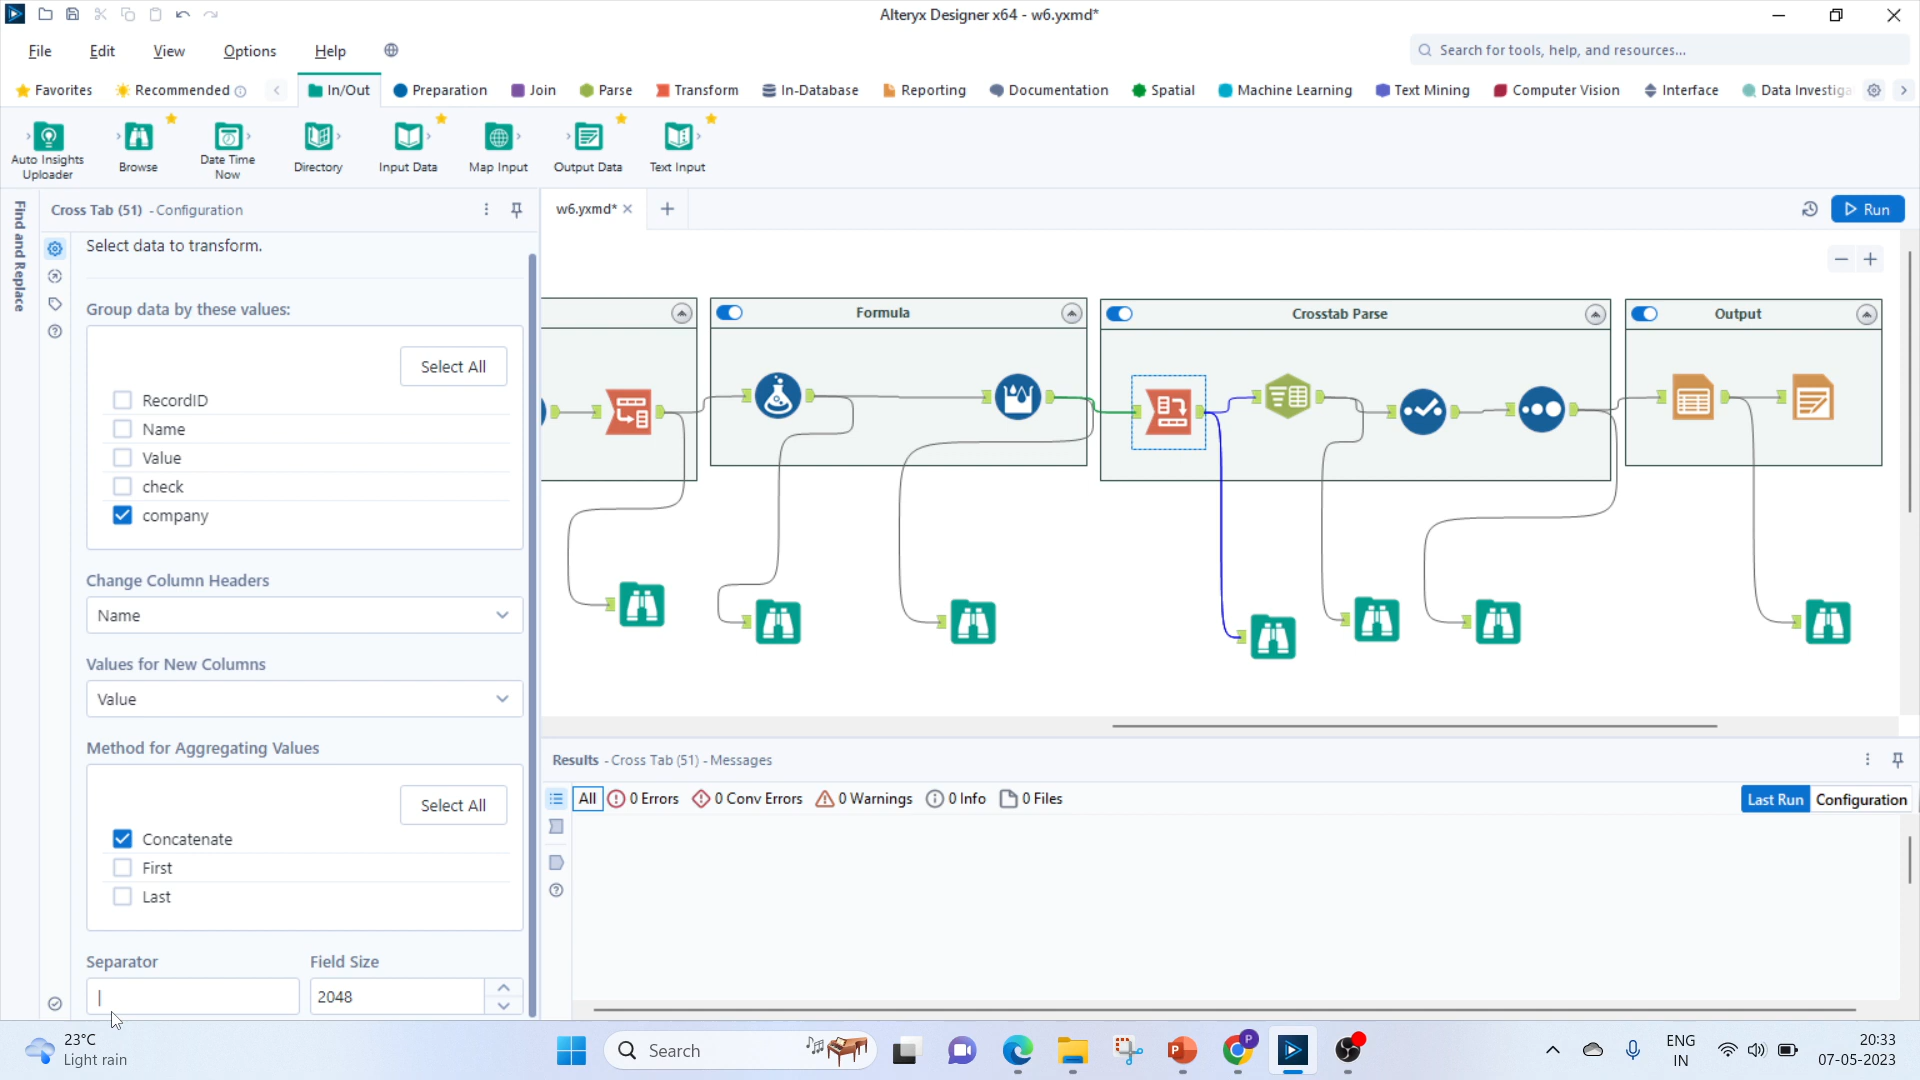 Alteryx Designer x64 - w6.yxmd*
File Edit View Options Help
Search for tools, help, and resources...
Favorites Recommended In/Out Preparation Join Parse Transform In-Database Reporting Documentation Spatial Machine Learning Text Mining Computer Vision Interface Data Investiga
Auto Insights Uploader
Browse
Date Time Now
Directory
Input Data
Map Input
Output Data
Text Input
Find and Replace
Cross Tab (51) - Configuration
w6.yxmd*
Run
Select data to transform.
Group data by these values:
Select All
RecordID
Name
Value
check
company
Change Column Headers
Name
Values for New Columns
Value
Method for Aggregating Values
Select All
Concatenate
First
Last
Separator Field Size
| 2048
Formula
Crosstab Parse
Output
Results - Cross Tab (51) - Messages
All 0 Errors 0 Conv Errors 0 Warnings 0 Info 0 Files
Last Run Configuration
23°C
Light rain
Search
P
ENG
IN
20:33
07-05-2023